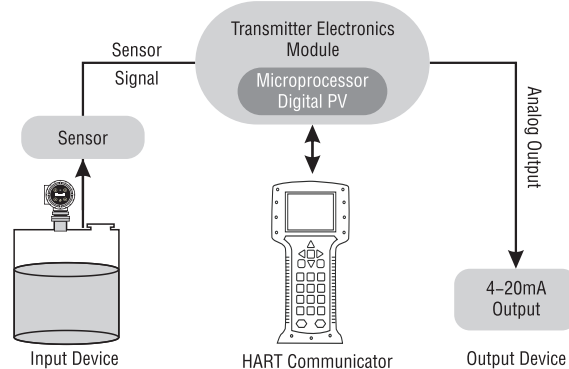 Transmitter Electronics
Module
Microprocessor
Digital PV
Sensor
Signal
Sensor
Analog Output
4–20mA
Output
Input Device
HART Communicator
Output Device